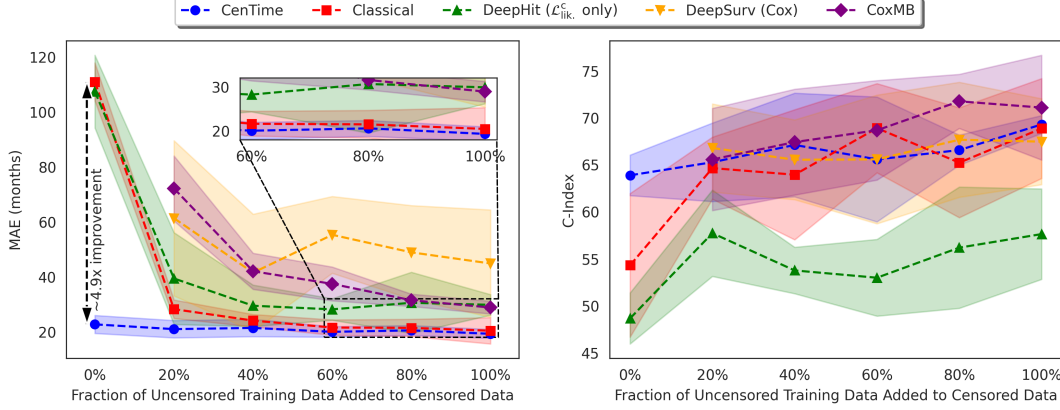 CenTime Classical DeepHit (ℒᶜlik. only) DeepSurv (Cox) CoxMB
120
100
80
60
40
20
MAE (months)
~4.9x improvement
30
20
60% 80% 100%
0% 20% 40% 60% 80% 100%
Fraction of Uncensored Training Data Added to Censored Data
75
70
65
60
55
50
45
C-Index
0% 20% 40% 60% 80% 100%
Fraction of Uncensored Training Data Added to Censored Data